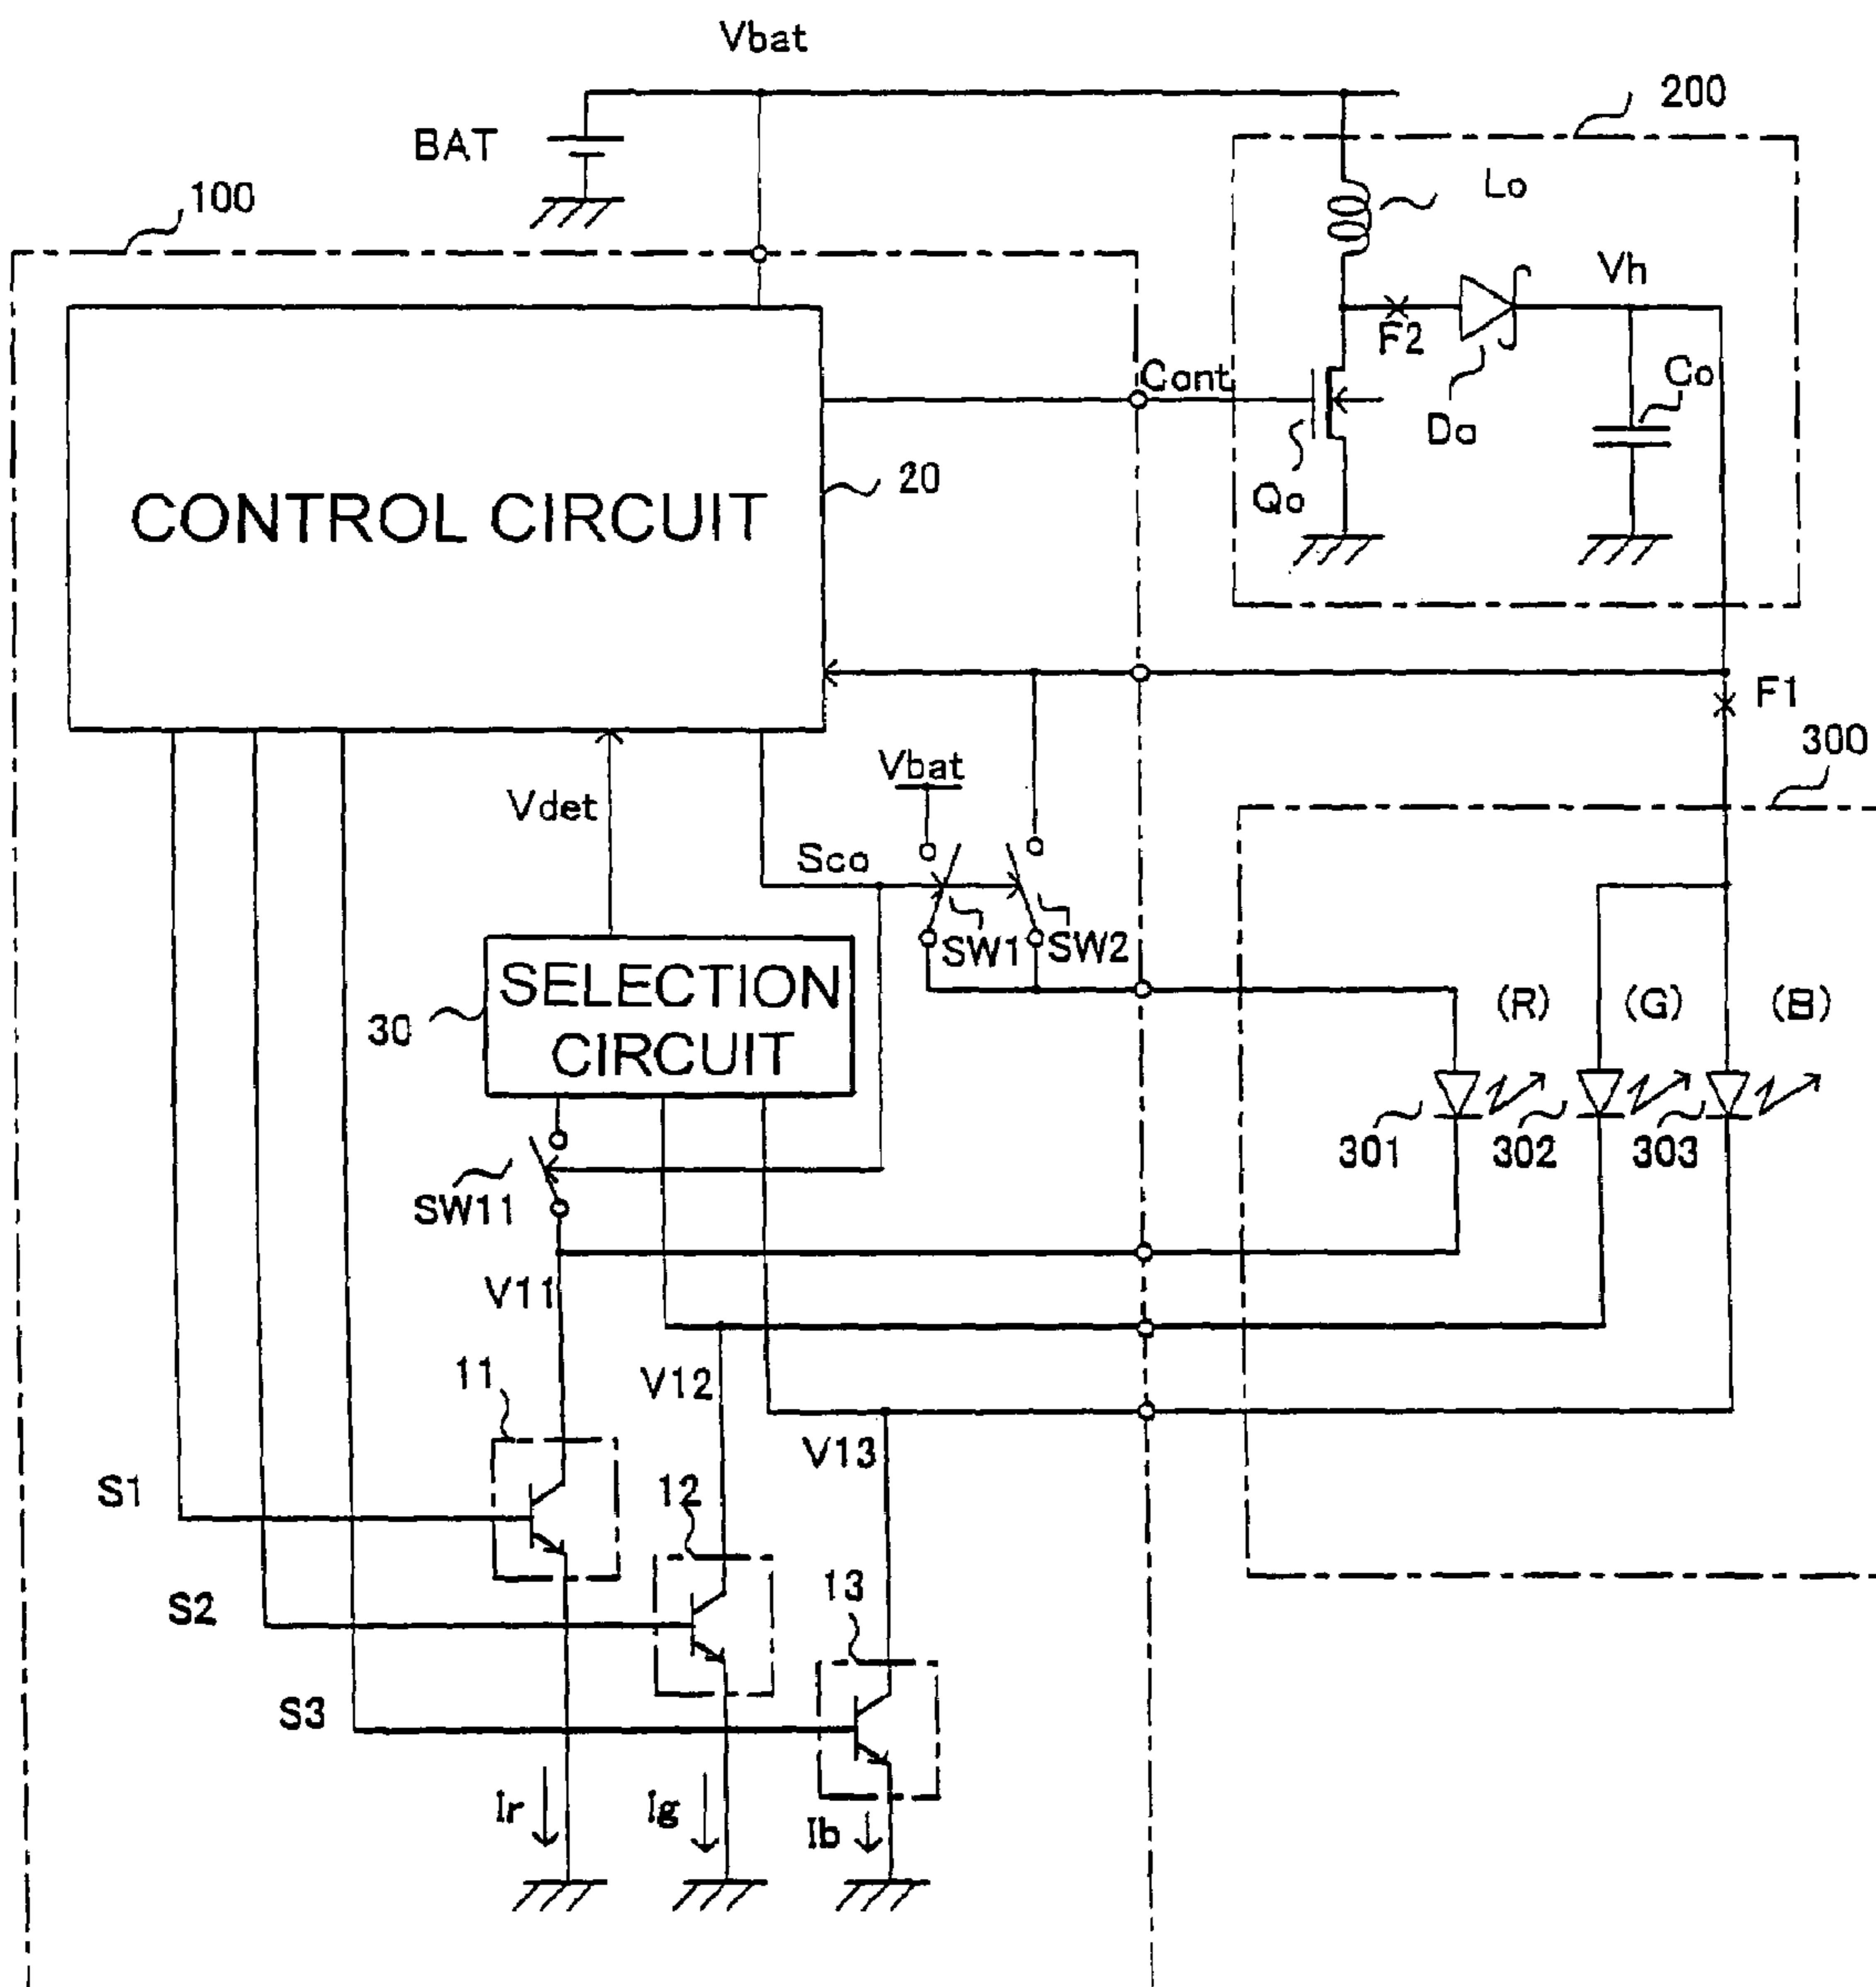 Vbat
200
BAT
Lo
100
Vh
F2
Cont
Co
Do
20
Qo
CONTROL CIRCUIT
F1
300
Vbat
Vdet
Sco
SW1
SW2
SELECTION
CIRCUIT
30
(R)
(G)
(B)
301
302
303
SW11
V11
V12
11
V13
S1
12
13
S2
S3
Ir
Ig
Ib